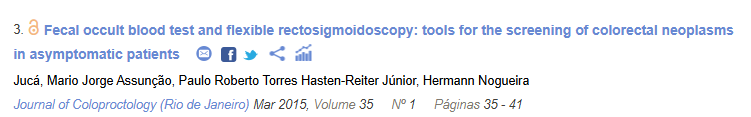 3. Fecal occult blood test and flexible rectosigmoidoscopy: tools for the screening of colorectal neoplasms
in asymptomatic patients
Jucá, Mario Jorge Assunção, Paulo Roberto Torres Hasten-Reiter Júnior, Hermann Nogueira
Journal of Coloproctology (Rio de Janeiro) Mar 2015, Volume 35 Nº 1 Páginas 35 - 41